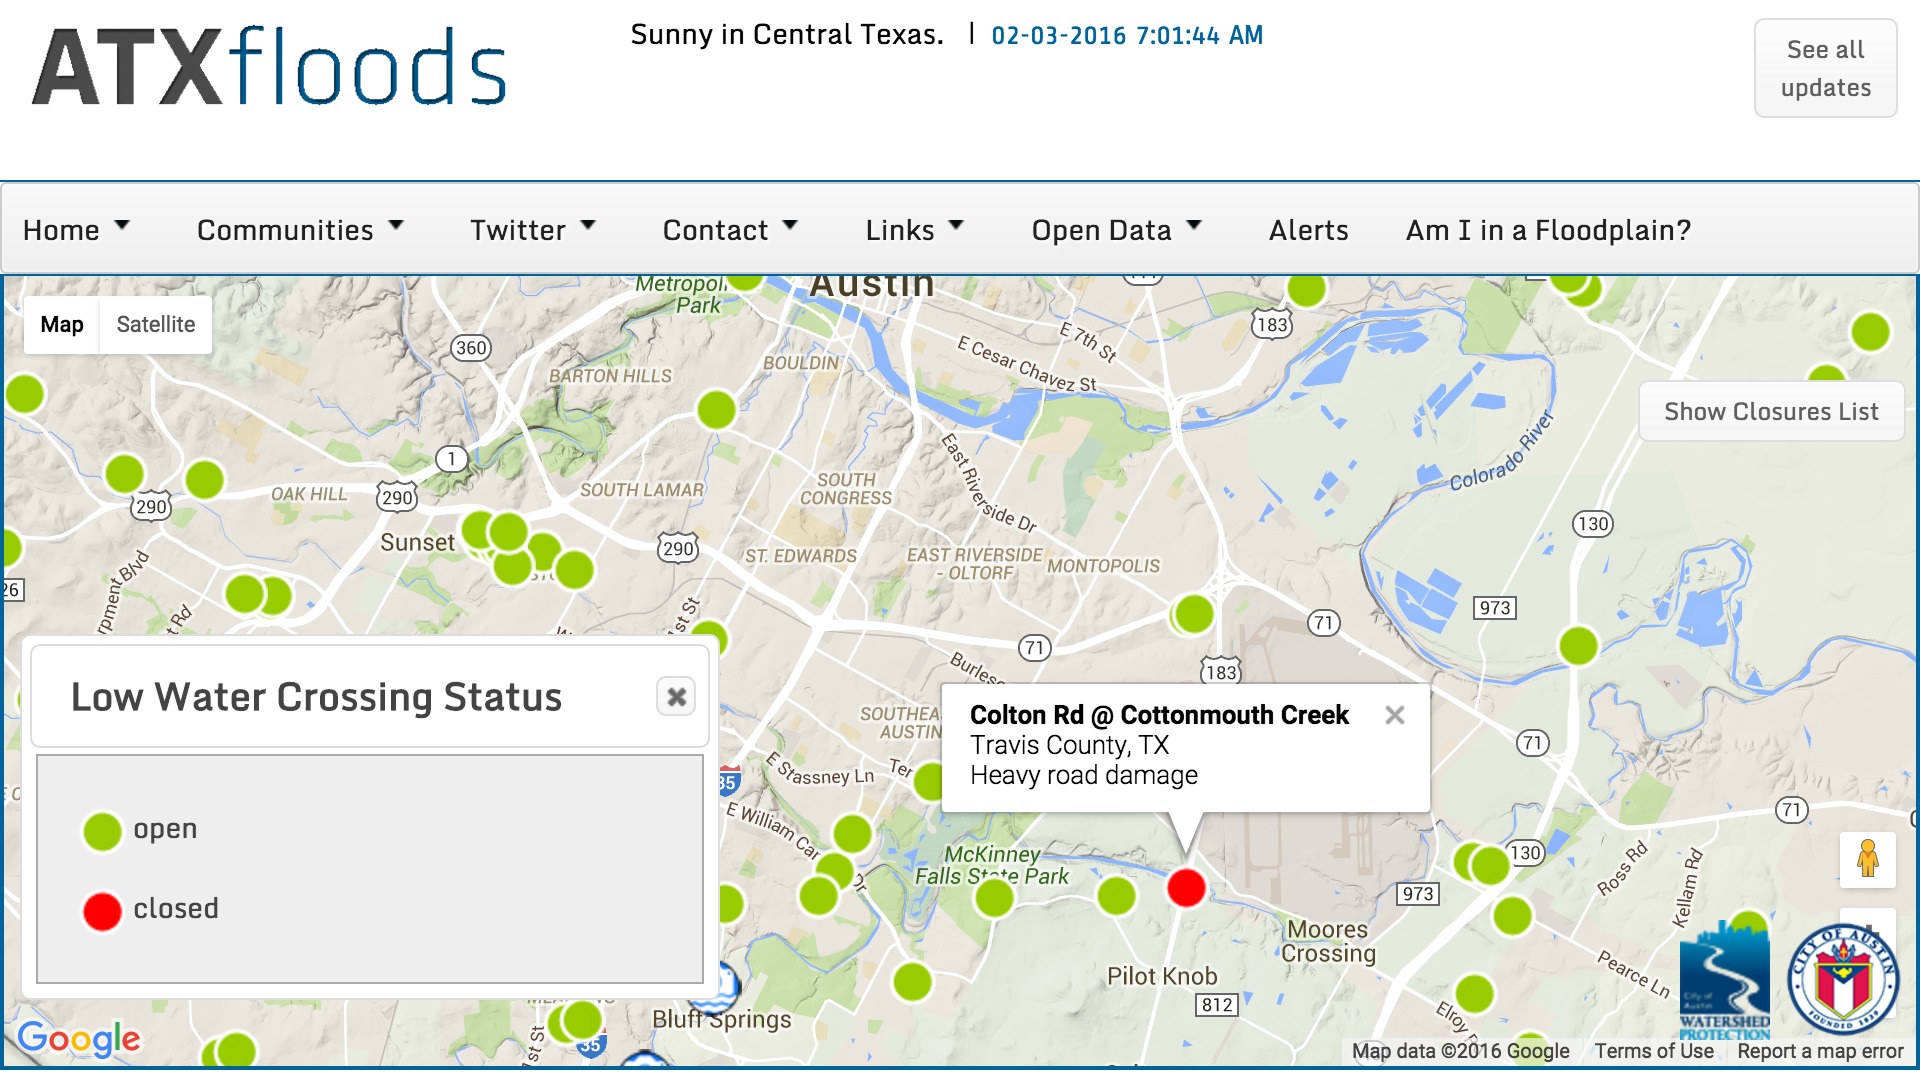 ATXfloods
Sunny in Central Texas. | 02-03-2016 7:01:44 AM
See all
updates
Home
Communities
Twitter
Contact
Links
Open Data
Alerts
Am I in a Floodplain?
Map
Satellite
Austin
Park
183
360
E 7th St
E Cesar Chavez St
BOULDIN
BARTON HILLS
Show Closures List
Colorado River
East Riverside Dr
1
290
OAK HILL
290
SOUTH LAMAR
SOUTH
CONGRESS
130
Sunset
290
ST. EDWARDS
EAST RIVERSIDE
- OLTORF
MONTOPOLIS
973
71
71
183
Low Water Crossing Status
open
closed
Colton Rd @ Cottonmouth Creek
Travis County, TX
Heavy road damage
71
E Stassney Ln
35
E William Car
Dr
71
McKinney
Falls State Park
130
973
Ross Rd
Kellam Rd
Moores
Crossing
Pilot Knob
812
Pearce Ln
Bluff Springs
35
CITY OF AUSTIN
FOUNDED 1839
City of
Austin
WATERSHED
PROTECTION
Google
Map data ©2016 Google
Terms of Use
Report a map error